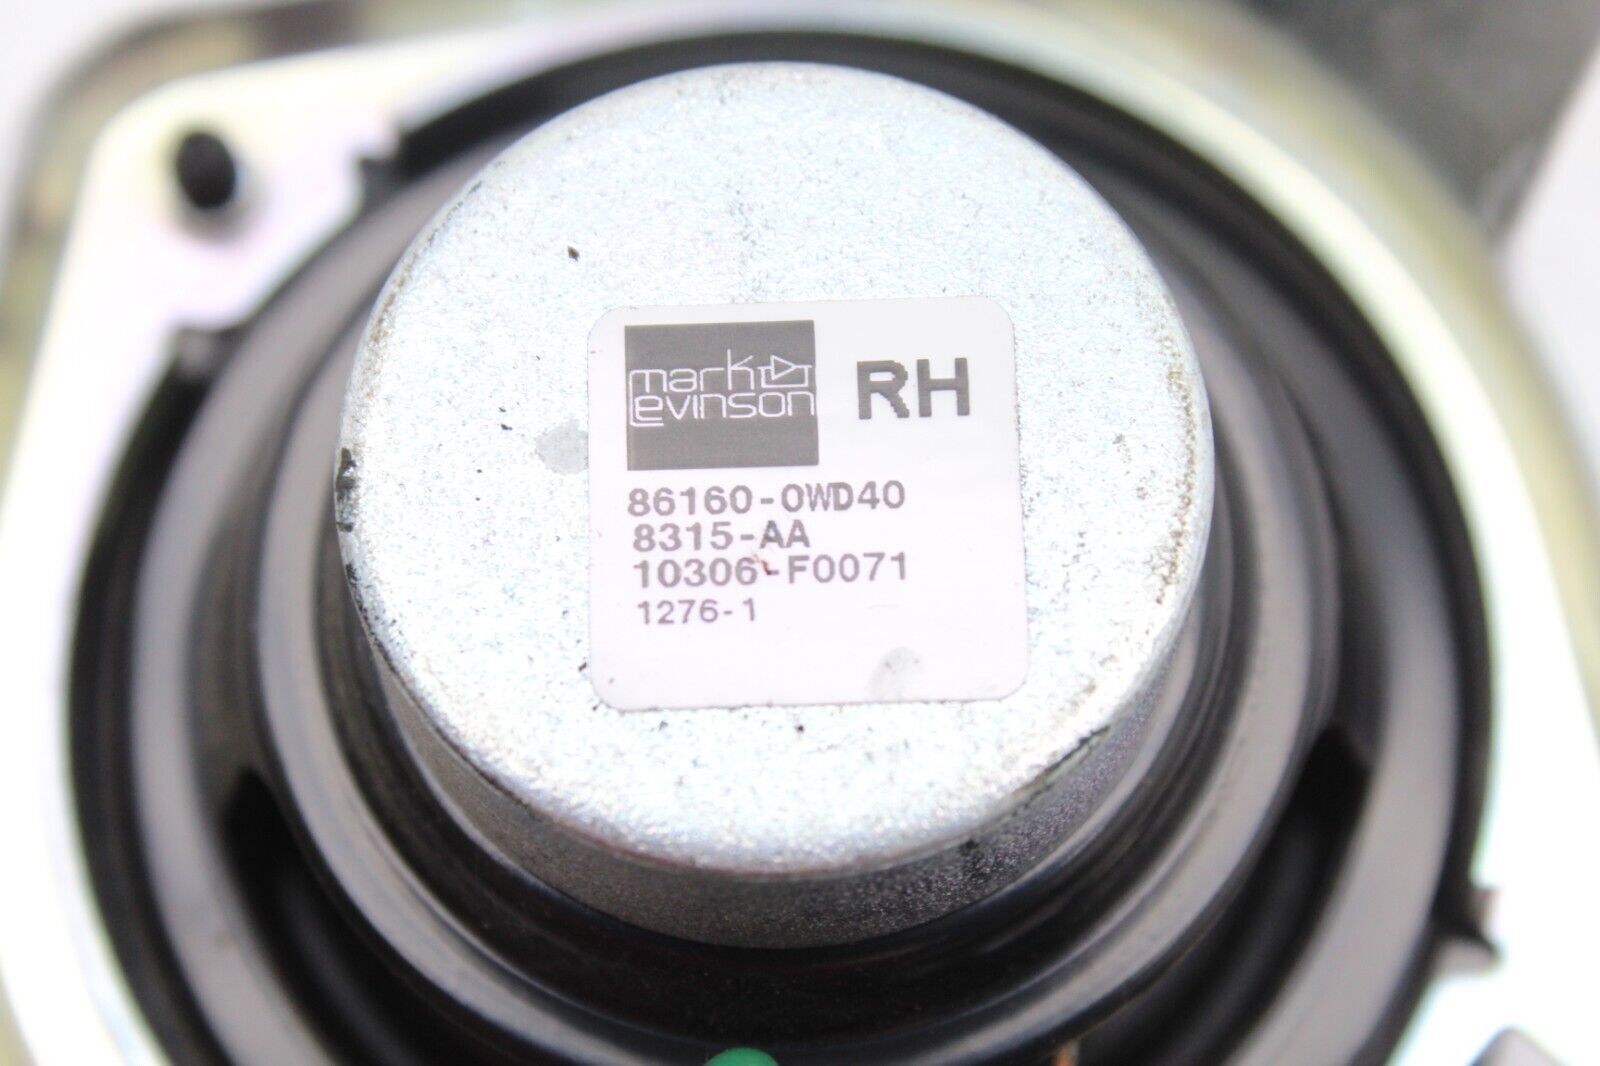 mark
Levinson
RH
86160-0WD40
8315-AA
10306-F0071
1276-1